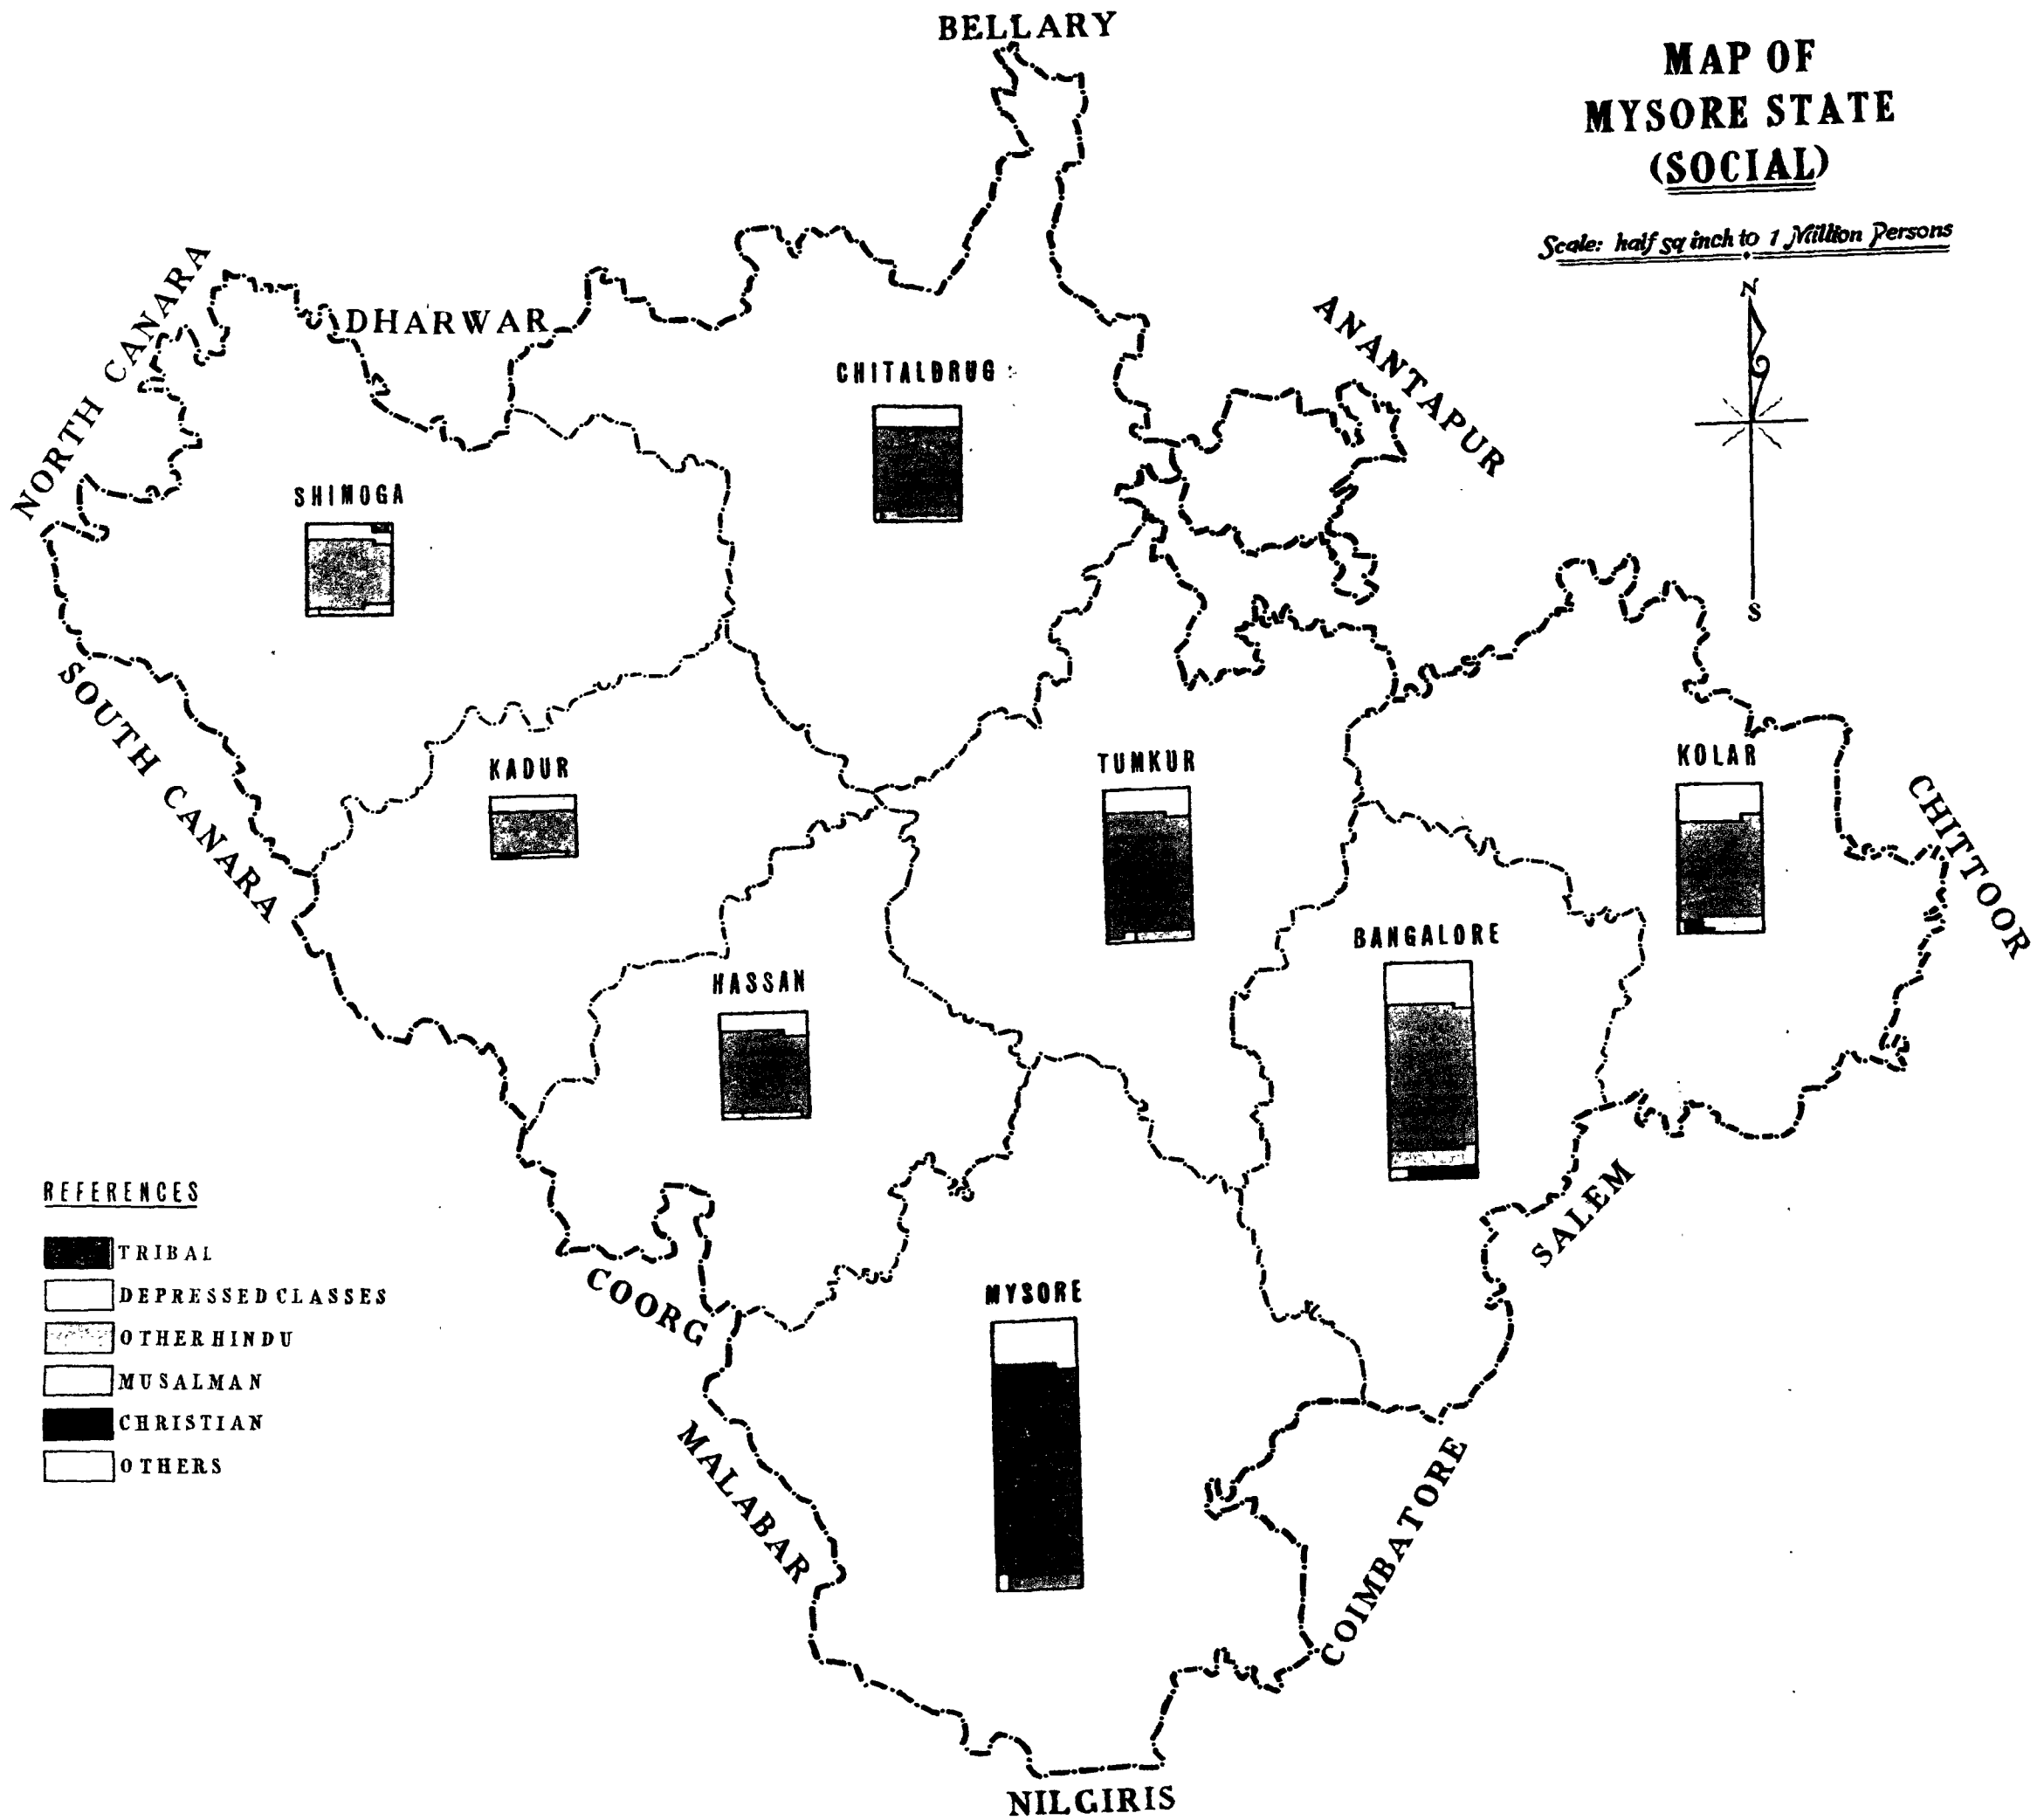 BELLARY
MAP OF
MYSORE STATE
(SOCIAL)
Scale: half sq inch to 1 Million Persons
N
S
NORTH CANARA
DHARWAR
ANANTAPUR
CHITALDRUG
SHIMOGA
SOUTH CANARA
KADUR
TUMKUR
KOLAR
CHITTOOR
BANGALORE
HASSAN
SALEM
COORG
MYSORE
MALABAR
COIMBATORE
NILGIRIS
REFERENCES
TRIBAL
DEPRESSED CLASSES
OTHER HINDU
MUSALMAN
CHRISTIAN
OTHERS